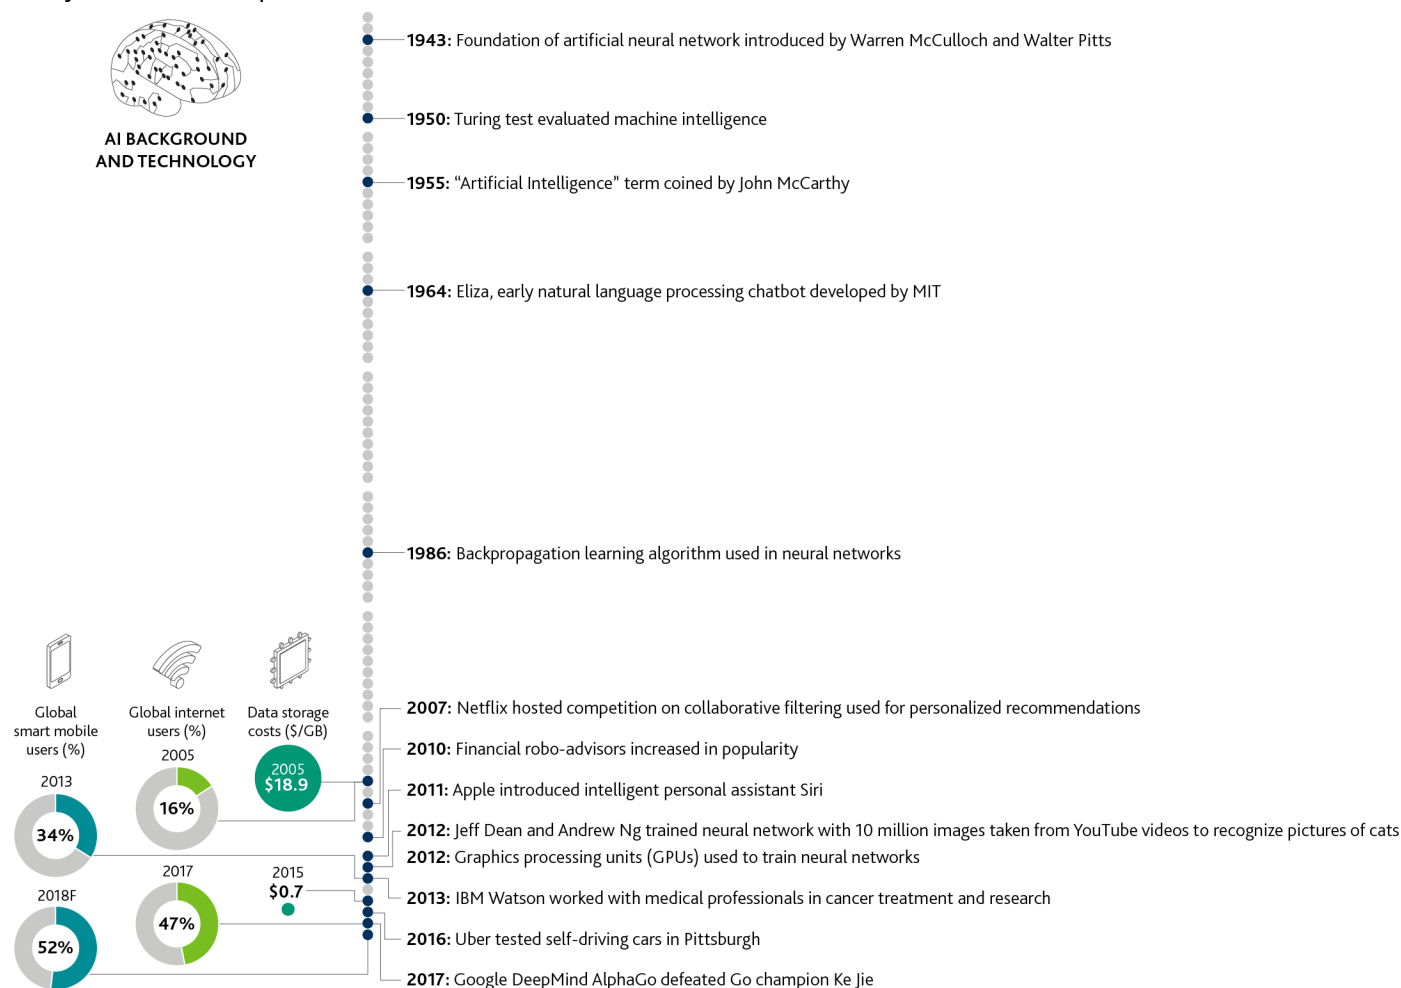 AI BACKGROUND
AND TECHNOLOGY
1943: Foundation of artificial neural network introduced by Warren McCulloch and Walter Pitts
1950: Turing test evaluated machine intelligence
1955: “Artificial Intelligence” term coined by John McCarthy
1964: Eliza, early natural language processing chatbot developed by MIT
1986: Backpropagation learning algorithm used in neural networks
Global
smart mobile
users (%)
2013
34%
2018F
52%
Global internet
users (%)
2005
16%
2017
47%
Data storage
costs ($/GB)
2005
$18.9
2015
$0.7
2007: Netflix hosted competition on collaborative filtering used for personalized recommendations
2010: Financial robo-advisors increased in popularity
2011: Apple introduced intelligent personal assistant Siri
2012: Jeff Dean and Andrew Ng trained neural network with 10 million images taken from YouTube videos to recognize pictures of cats
2012: Graphics processing units (GPUs) used to train neural networks
2013: IBM Watson worked with medical professionals in cancer treatment and research
2016: Uber tested self-driving cars in Pittsburgh
2017: Google DeepMind AlphaGo defeated Go champion Ke Jie